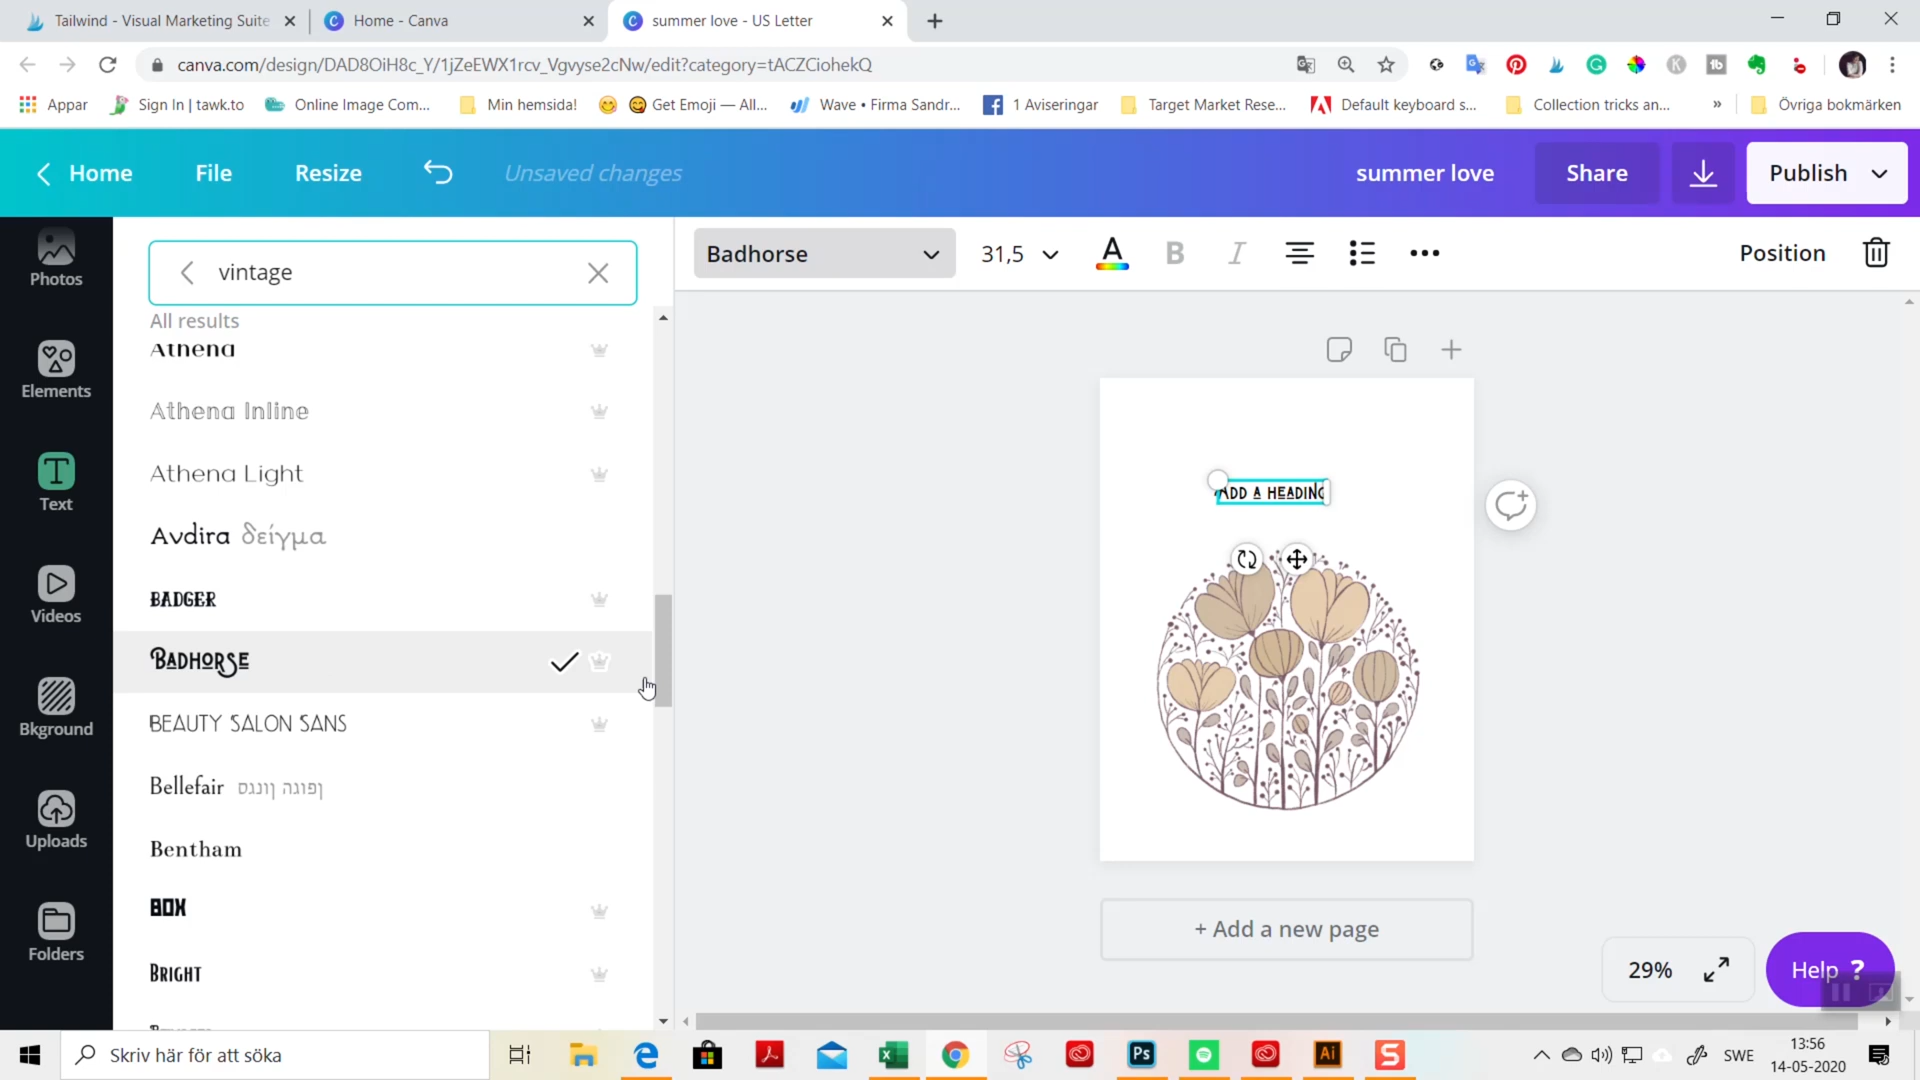 Tailwind - Visual Marketing Suite
Home - Canva
summer love - US Letter
canva.com/design/DAD8OiH8c_Y/1jZeEWX1rcv_Vgvyse2cNw/edit?category=tACZCiohekQ
Appar
Sign In | tawk.to
Online Image Com...
Min hemsida!
Get Emoji — All...
Wave • Firma Sandr...
1 Aviseringar
Target Market Rese...
Default keyboard s...
Collection tricks an...
»
Övriga bokmärken
Home
File
Resize
Unsaved changes
summer love
Share
Publish
Photos
Elements
Text
Videos
Bkground
Uploads
Folders
vintage
All results
Athena
Athena Inline
Athena Light
Avdira δείγμα
BADGER
BADHORSE
BEAUTY SALON SANS
Bellefair
Bentham
BOX
BRIGHT
Badhorse
31,5
A
B
I
Position
ADD A HEADING
+ Add a new page
29%
Help ?
Skriv här för att söka
Ps
Ai
S
SWE
13:56
14-05-2020